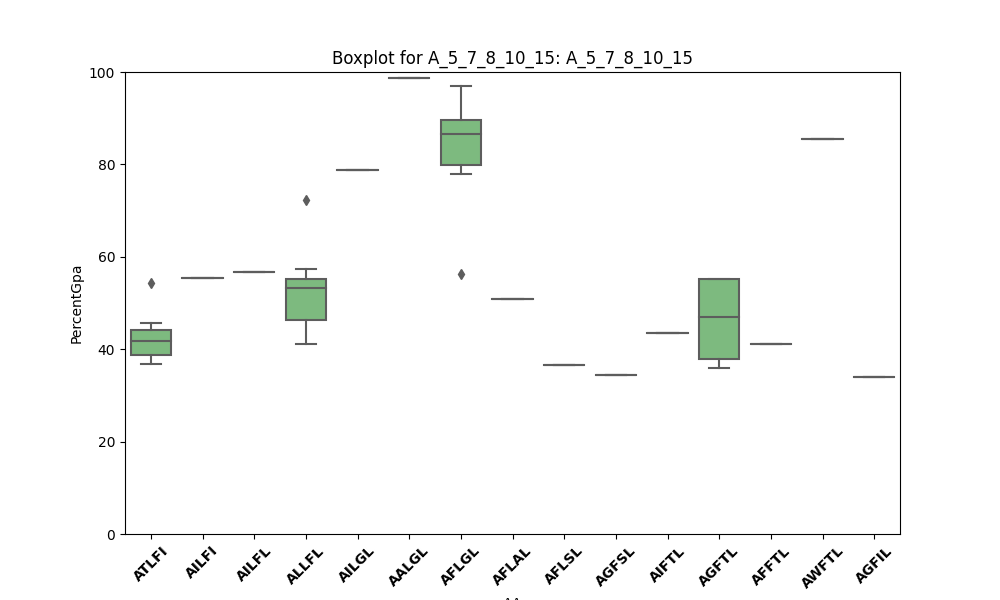 Boxplot for A_5_7_8_10_15: A_5_7_8_10_15
100
80
60
40
20
0
PercentGpa
ATLFI
AILFI
AILFL
ALLFL
AILGL
AALGL
AFLGL
AFLAL
AFLSL
AGFSL
AIFTL
AGFTL
AFFTL
AWFTL
AGFIL